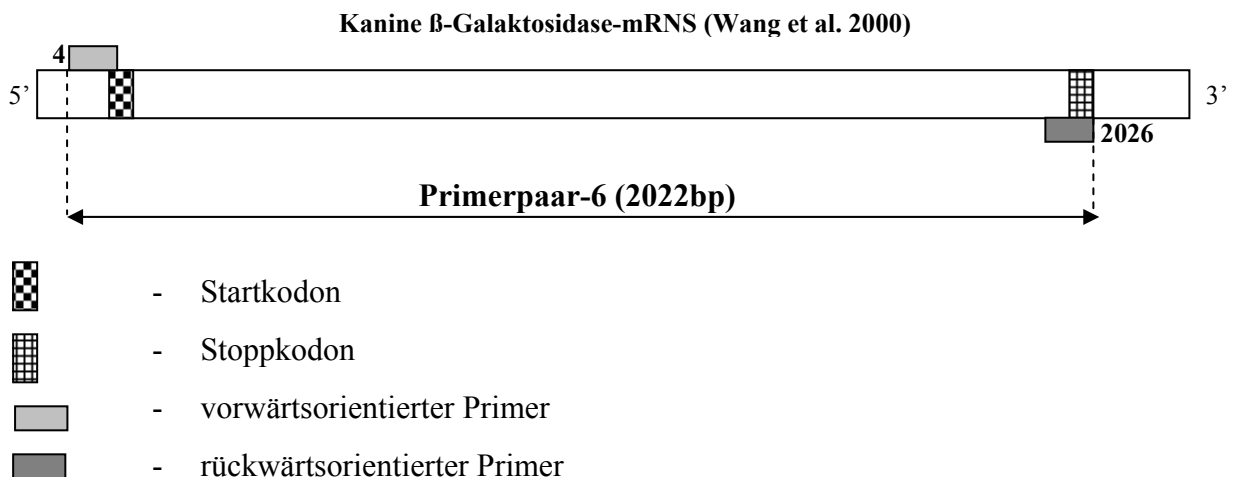 Kanine ß-Galaktosidase-mRNS (Wang et al. 2000)
4
5’
3’
2026
Primerpaar-6 (2022bp)
- Startkodon
- Stoppkodon
- vorwärtsorientierter Primer
- rückwärtsorientierter Primer